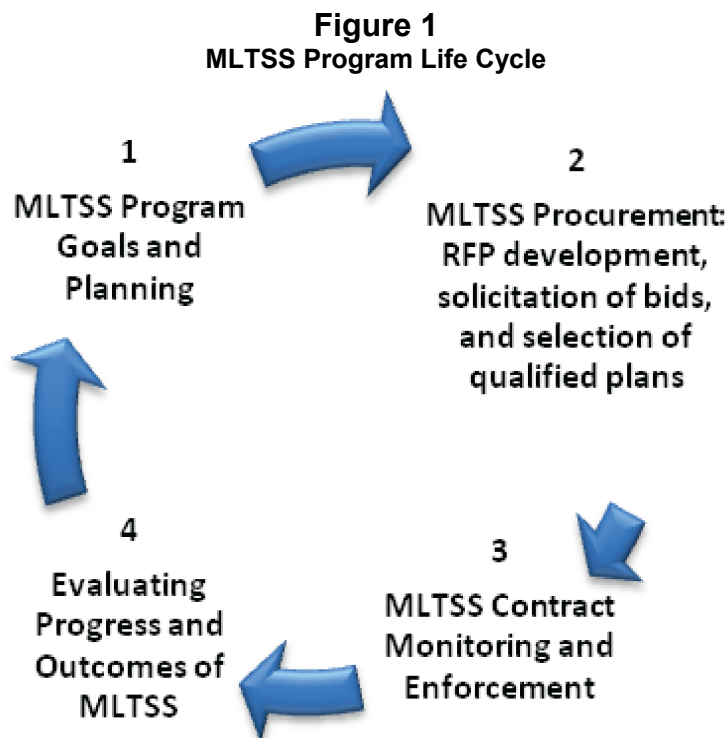 Figure 1
MLTSS Program Life Cycle
1
MLTSS Program
Goals and
Planning
2
MLTSS Procurement:
RFP development,
solicitation of bids,
and selection of
qualified plans
3
MLTSS Contract
Monitoring and
Enforcement
4
Evaluating
Progress and
Outcomes of
MLTSS